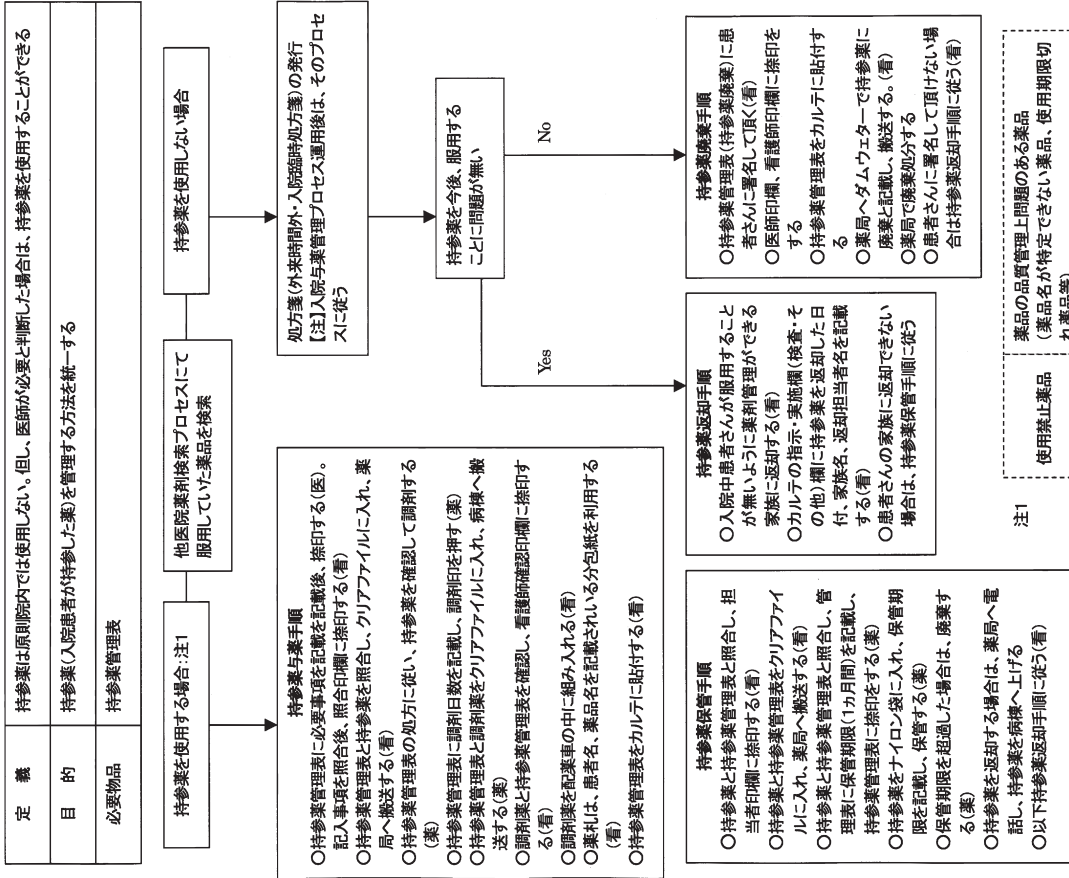 定　義　持参薬は原則院内では使用しない。但し、医師が必要と判断した場合は、持参薬を使用することができる
目　的　持参薬(入院患者が持参した薬)を管理する方法を統一する
必要物品　持参薬管理表
持参薬を使用する場合:注1
他医院薬剤検索プロセスにて
服用していた薬品を検索
持参薬を使用しない場合
持参薬与薬手順
○持参薬管理表に必要事項を記載を記載後、捺印する(医)。
記入事項を照合後、照合印欄に捺印する(看)
○持参薬管理表と持参薬を照合し、クリアファイルに入れ、薬
局へ搬送する(看)
○持参薬管理表の処方に従い、持参薬を確認して調剤する
(薬)
○持参薬管理表に調剤日数を記載し、調剤印を押す(薬)
○持参薬管理表と調剤薬をクリアファイルに入れ、病棟へ搬
送する(薬)
○調剤薬と持参薬管理表を確認し、看護師確認印欄に捺印す
る(看)
○調剤薬を配薬車の中に組み入れる(看)
○薬札は、患者名、薬品名を記載されいる分包紙を利用する
(看)
○持参薬管理表をカルテに貼付する(看)
処方箋(外来時間外・入院臨時処方箋)の発行
【注】入院与薬管理プロセス運用後は、そのプロセ
スに従う
持参薬を今後、服用する
ことに問題が無い
Yes
No
持参薬保管手順
○持参薬と持参薬管理表と照合し、担
当者印欄に捺印する(看)
○持参薬と持参薬管理表をクリアファイ
ルに入れ、薬局へ搬送する(看)
○持参薬と持参薬管理表と照合し、管
理表に保管期限(1ヵ月間)を記載し、
持参薬管理表に捺印をする(薬)
○持参薬をナイロン袋に入れ、保管期
限を記載し、保管する(薬)
○保管期限を超過した場合は、廃棄す
る(薬)
○持参薬を返却する場合は、薬局へ電
話し、持参薬を病棟へ上げる
○以下持参薬返却手順に従う(看)
持参薬返却手順
○入院中患者さんが服用すること
が無いように薬剤管理ができる
家族に返却する(看)
○カルテの指示・実施欄(検査・そ
の他)欄に持参薬を返却した日
付、家族名、返却担当者名を記載
する(看)
○患者さんの家族に返却できない
場合は、持参薬保管手順に従う
持参薬廃棄手順
○持参薬管理表(持参薬廃棄)に患
者さんに署名して頂く(看)
○医師印欄、看護師印欄に捺印を
する
○持参薬管理表をカルテに貼付す
る
○薬局へダムウェターで持参薬に
廃棄と記載し、搬送する。(看)
○薬局で廃棄処分する
○患者さんに署名して頂けない場
合は持参薬返却手順に従う(看)
注1
使用禁止薬品
薬品の品質管理上問題のある薬品
(薬品名が特定できない薬品、使用期限切
れ薬品等)